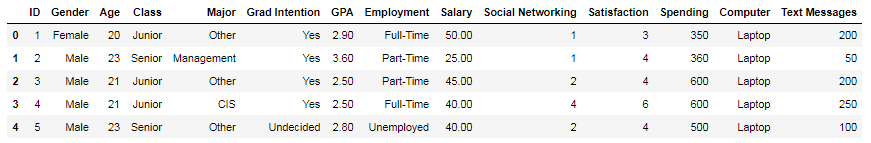 ID Gender Age Class Major Grad Intention GPA Employment Salary Social Networking Satisfaction Spending Computer Text Messages
0 1 Female 20 Junior Other Yes 2.90 Full-Time 50.00 1 3 350 Laptop 200
1 2 Male 23 Senior Management Yes 3.60 Part-Time 25.00 1 4 360 Laptop 50
2 3 Male 21 Junior Other Yes 2.50 Part-Time 45.00 2 4 600 Laptop 200
3 4 Male 21 Junior CIS Yes 2.50 Full-Time 40.00 4 6 600 Laptop 250
4 5 Male 23 Senior Other Undecided 2.80 Unemployed 40.00 2 4 500 Laptop 100